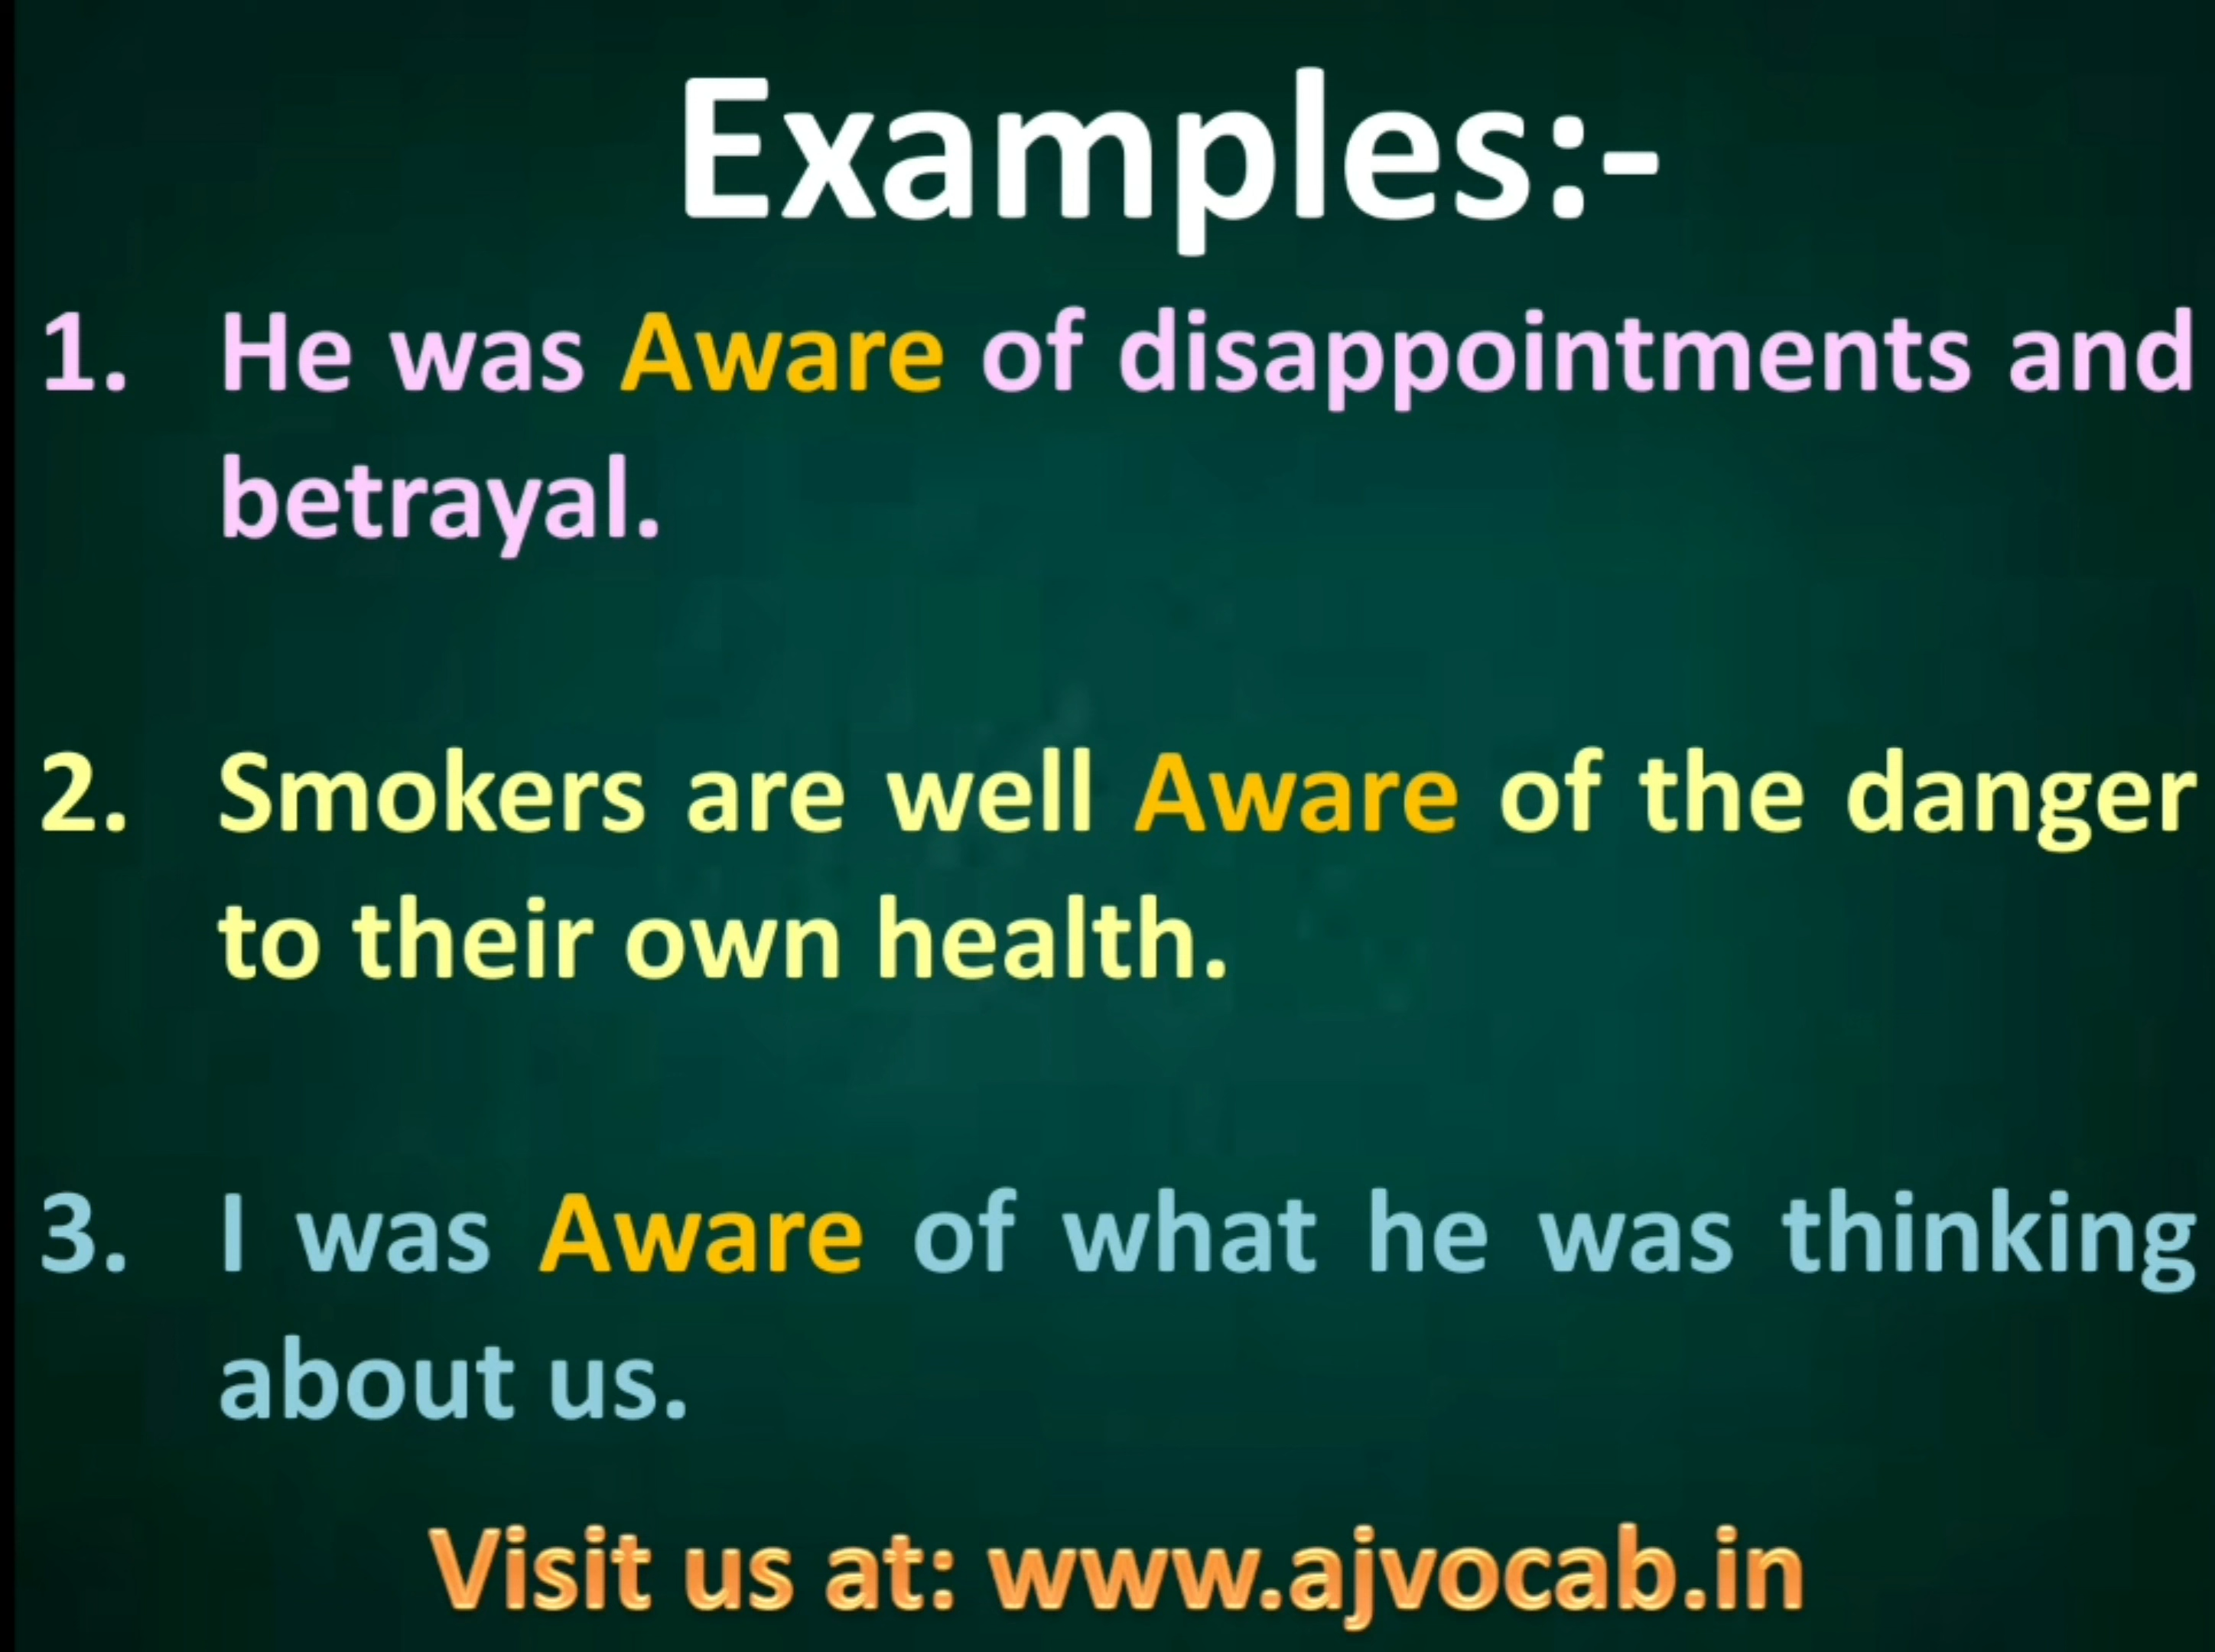 Examples:-
1. He was Aware of disappointments and
betrayal.
2. Smokers are well Aware of the danger
to their own health.
3. I was Aware of what he was thinking
about us.
Visit us at: www.ajvocab.in